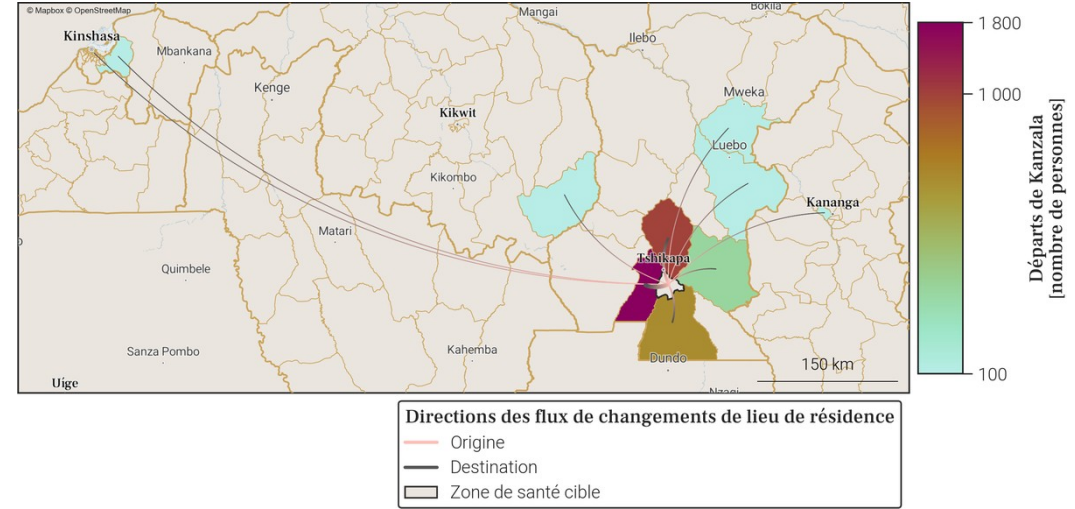 © Mapbox © OpenStreetMap
Mangai
Bokila
Kinshasa
Mbankana
Ilebo
Kenge
Mweka
Kikwit
Luebo
Kikombo
Kananga
Matari
Tshikapa
Quimbele
Sanza Pombo
Kahemba
Dundo
150 km
Uíge
Nzagi
1 800
1 000
100
Départs de Kanzala
[nombre de personnes]
Directions des flux de changements de lieu de résidence
Origine
Destination
Zone de santé cible